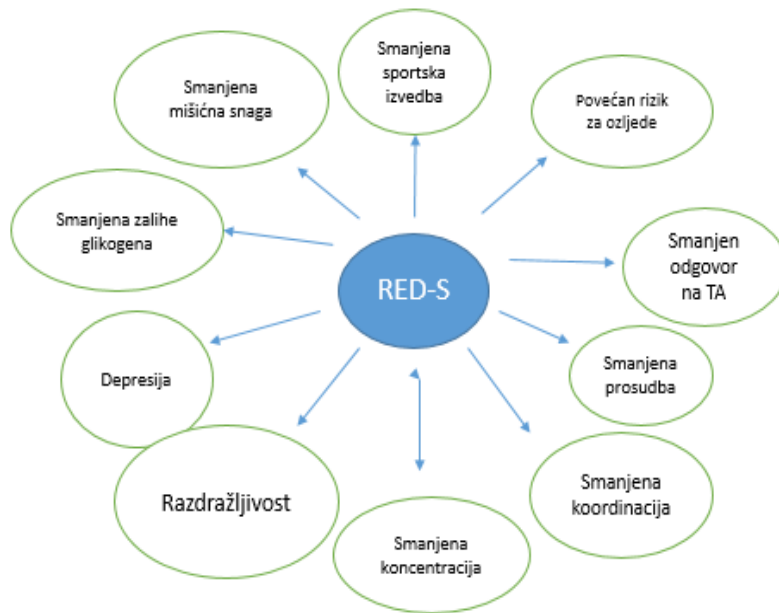 Smanjena
sportska
izvedba
Smanjena
mišićna snaga
Povećan rizik
za ozljede
Smanjena zalihe
glikogena
Smanjen
odgovor
na TA
RED-S
Depresija
Smanjena
prosudba
Razdražljivost
Smanjena
koordinacija
Smanjena
koncentracija